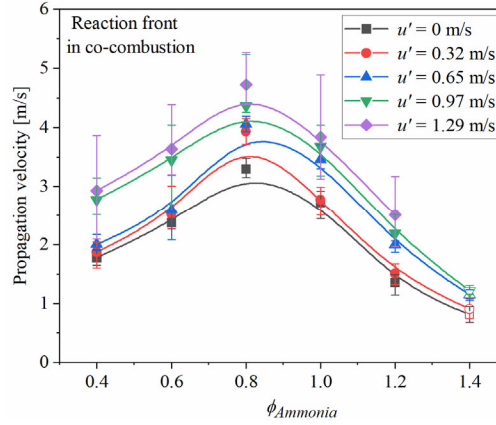 Reaction front
in co-combustion
u' = 0 m/s
u' = 0.32 m/s
u' = 0.65 m/s
u' = 0.97 m/s
u' = 1.29 m/s
Propagation velocity [m/s]
6
5
4
3
2
1
0
0.4 0.6 0.8 1.0 1.2 1.4
ϕAmmonia